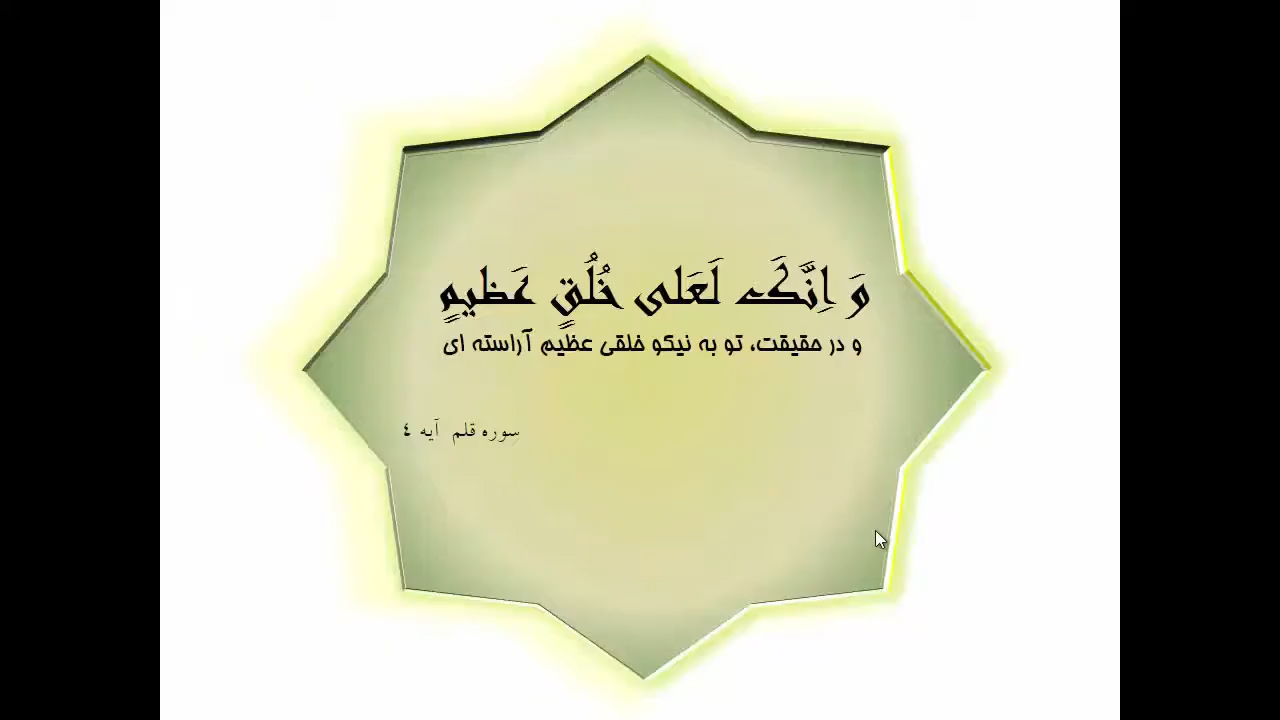 وَ اِنَّکَ لَعَلی خُلُقٍ عَظیمٍ
و در حقیقت، تو به نیکو خلقی عظیم آراسته ای
سوره قلم آیه ٤